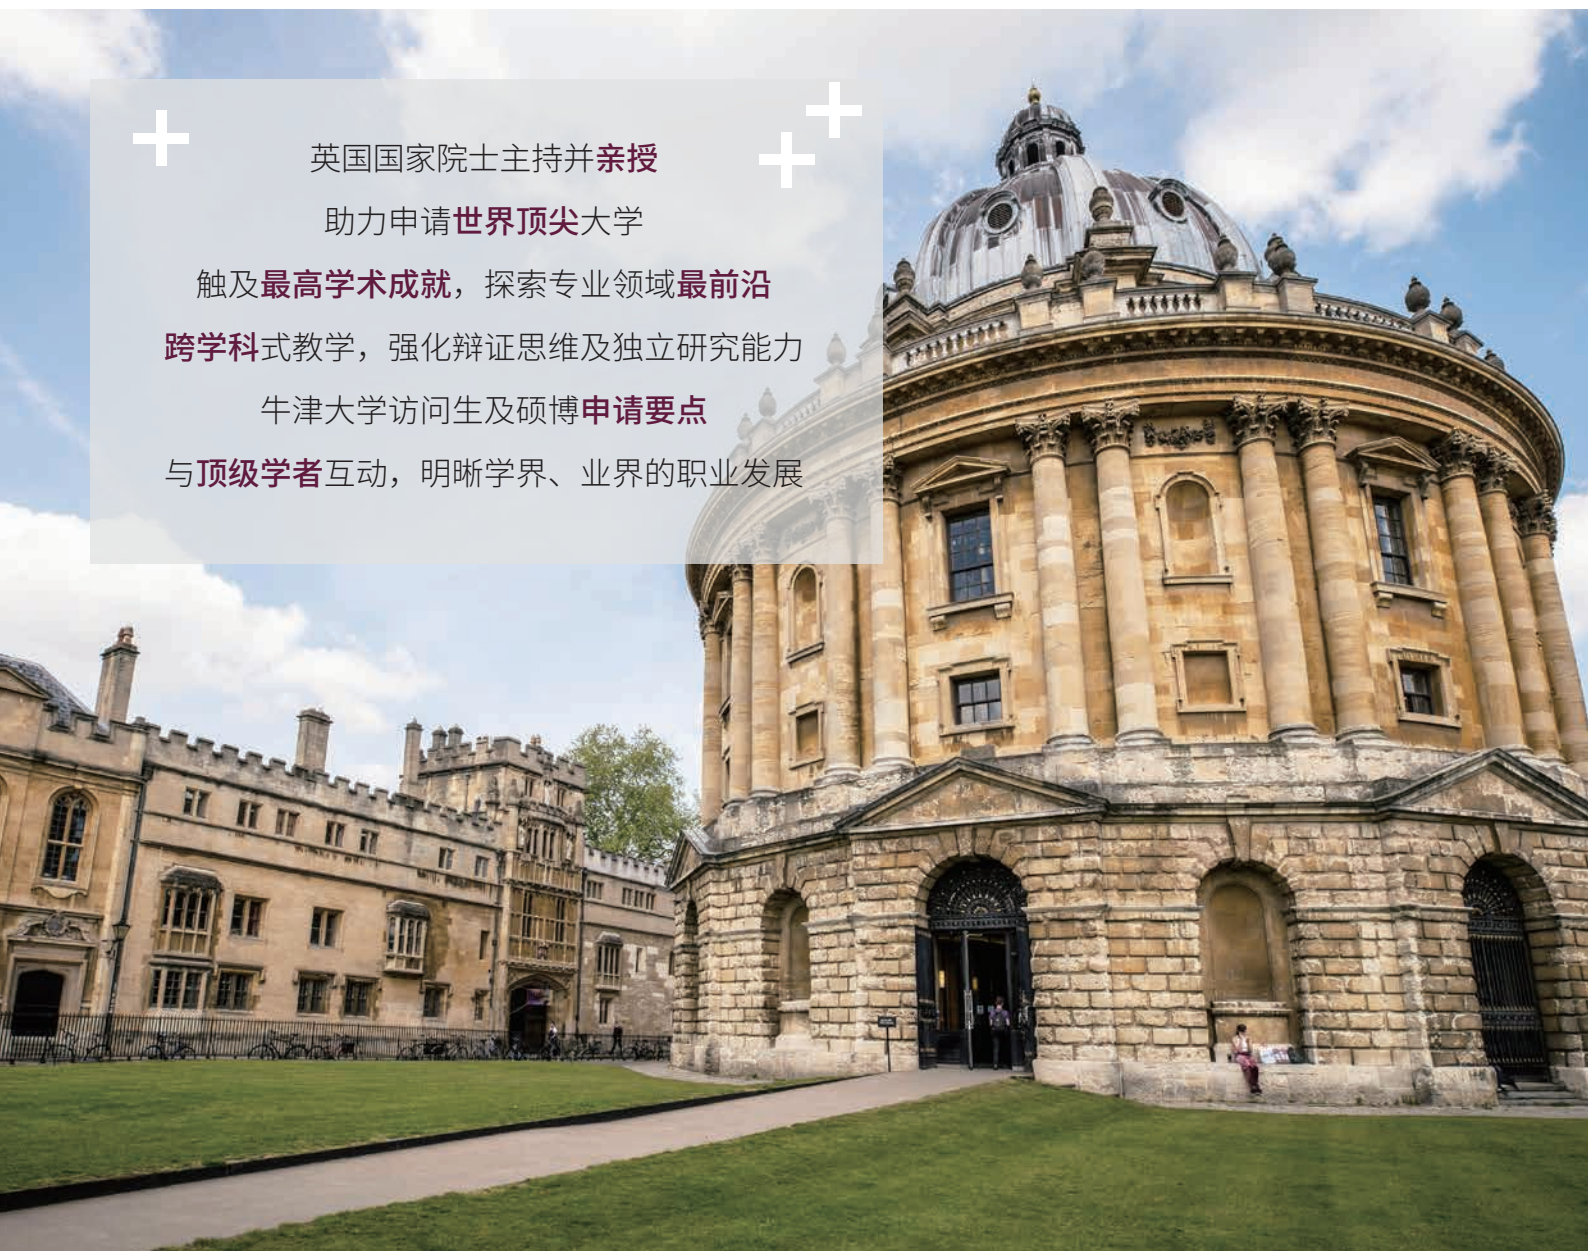 英国国家院士主持并亲授
助力申请世界顶尖大学
触及最高学术成就，探索专业领域最前沿
跨学科式教学，强化辩证思维及独立研究能力
牛津大学访问生及硕博申请要点
与顶级学者互动，明晰学界、业界的职业发展